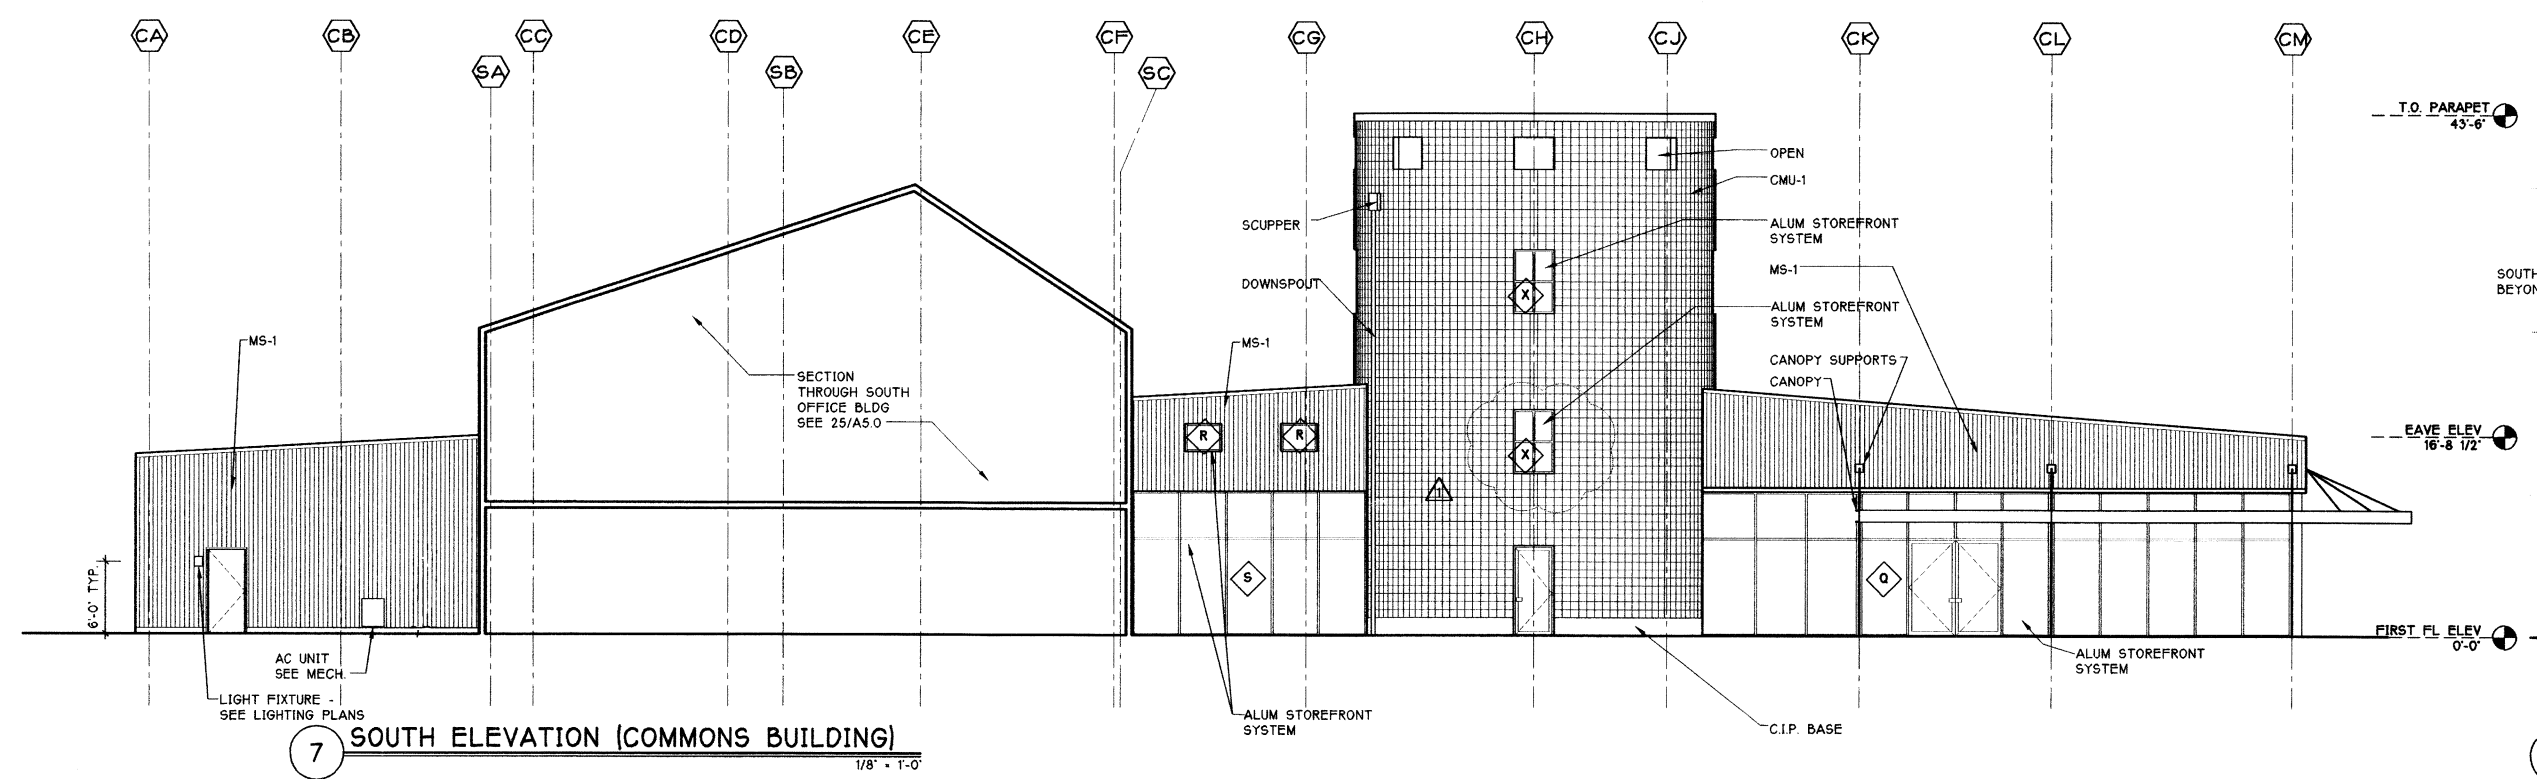 CA
CB
CC
CD
CE
CF
CG
CH
CJ
CK
CL
CM
SA
SB
SC
T.O. PARAPET
43'-6"
OPEN
CMU-1
SCUPPER
ALUM STOREFRONT
SYSTEM
MS-1
SOUTH
BEYON
DOWNSPOUT
ALUM STOREFRONT
SYSTEM
X
MS-1
MS-1
CANOPY SUPPORTS
CANOPY
SECTION
THROUGH SOUTH
OFFICE BLDG
SEE 25/A5.0
R
R
EAVE ELEV
16'-8 1/2"
X
1
6'-0" TYP.
S
Q
FIRST FL ELEV
0'-0"
AC UNIT
SEE MECH.
ALUM STOREFRONT
SYSTEM
LIGHT FIXTURE -
SEE LIGHTING PLANS
ALUM STOREFRONT
SYSTEM
C.I.P. BASE
7
SOUTH ELEVATION (COMMONS BUILDING)
1/8" = 1'-0"